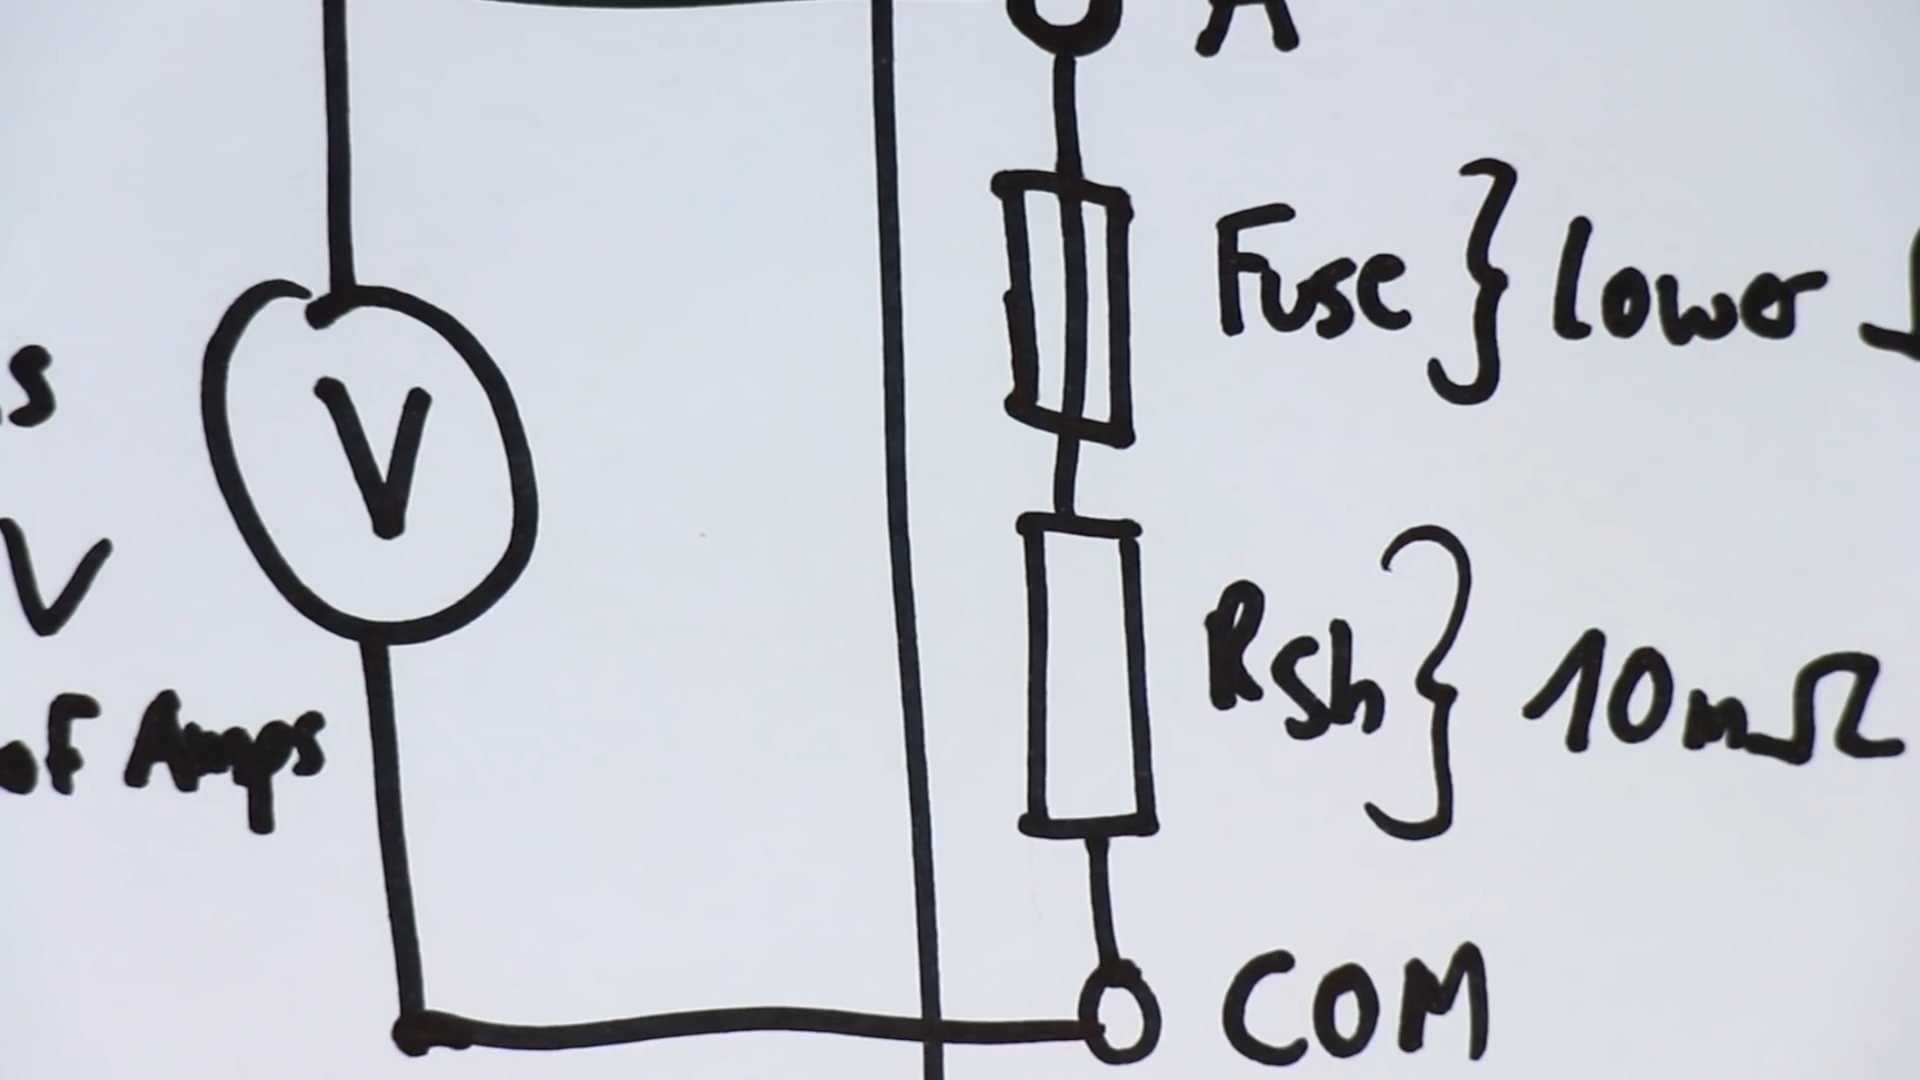 A
Fuse } lower
s
V
V
Rsh } 10mΩ
of Amps
COM